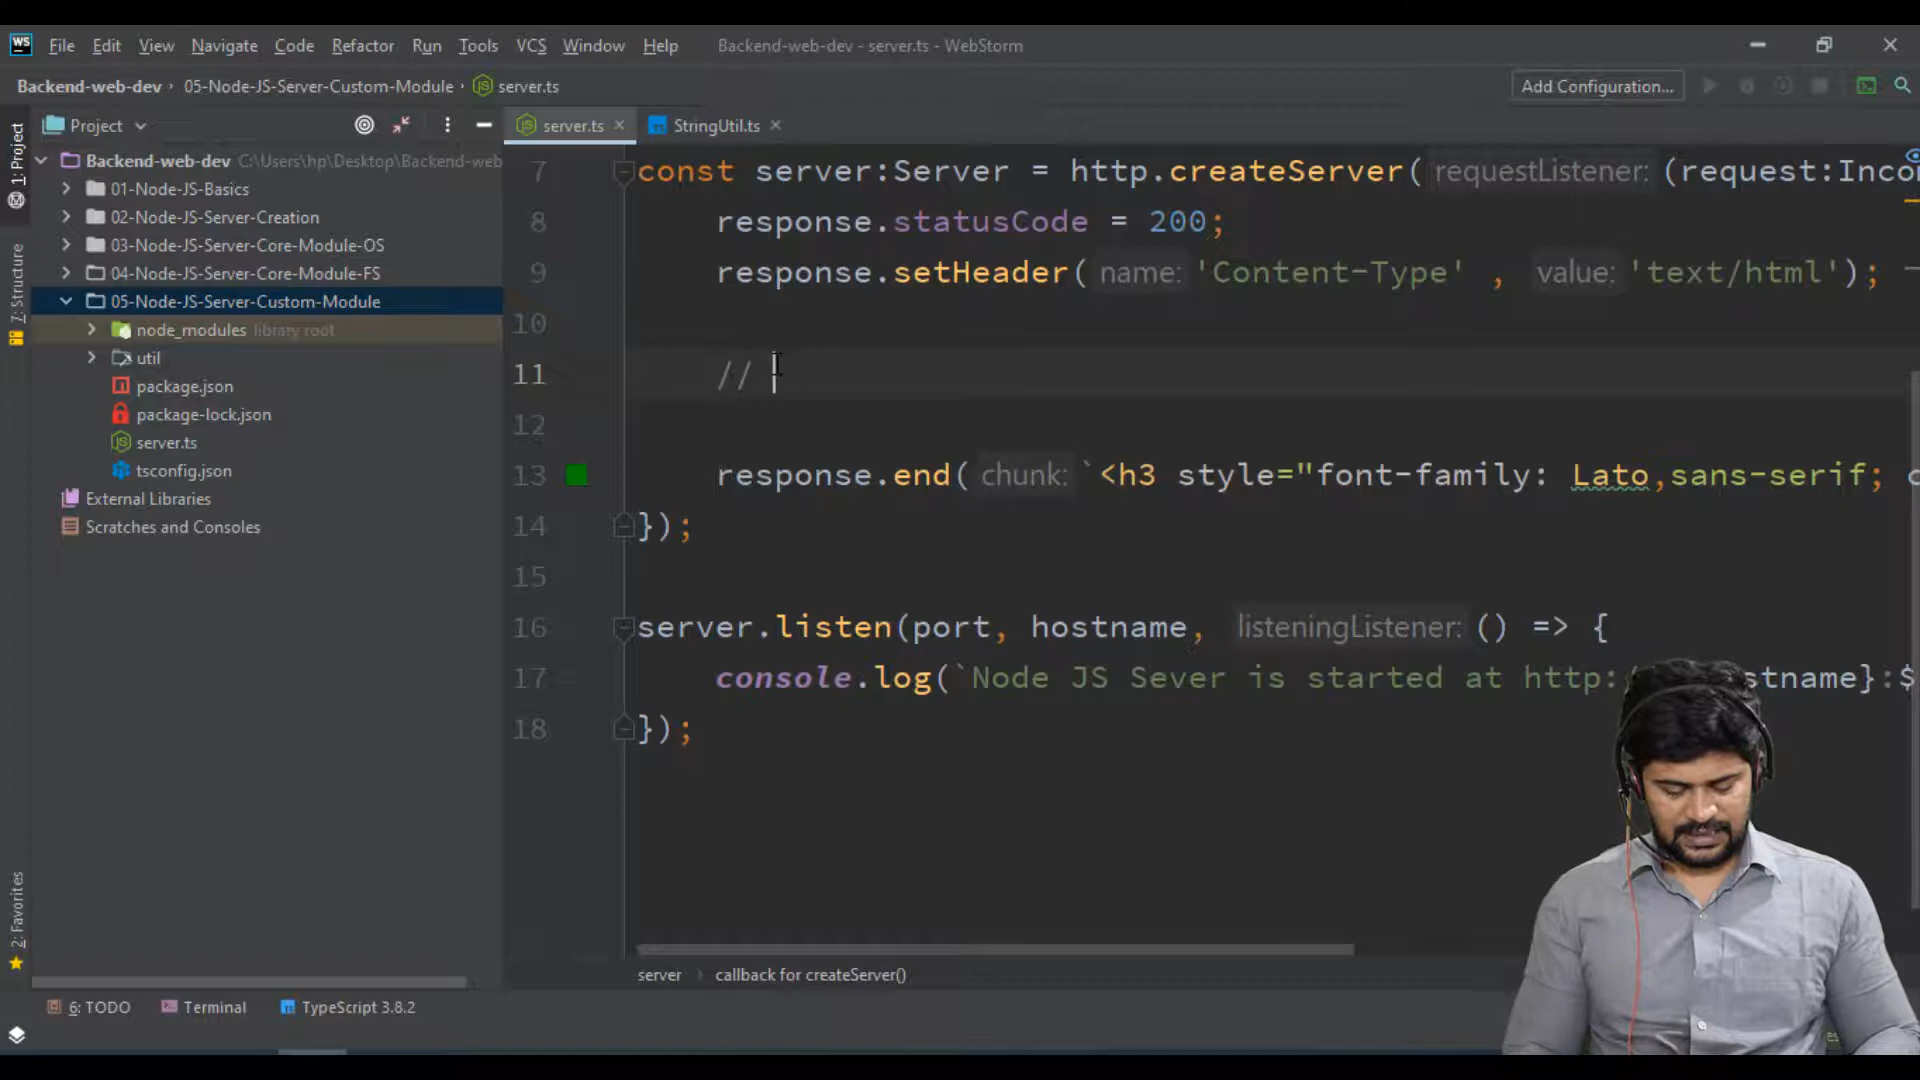 WS File Edit View Navigate Code Refactor Run Tools VCS Window Help Backend-web-dev - server.ts - WebStorm
Backend-web-dev › 05-Node-JS-Server-Custom-Module › server.ts Add Configuration...
1: Project
7: Structure
2: Favorites
Project
Backend-web-dev C:\Users\hp\Desktop\Backend-web
01-Node-JS-Basics
02-Node-JS-Server-Creation
03-Node-JS-Server-Core-Module-OS
04-Node-JS-Server-Core-Module-FS
05-Node-JS-Server-Custom-Module
node_modules library root
util
package.json
package-lock.json
server.ts
tsconfig.json
External Libraries
Scratches and Consoles
server.ts StringUtil.ts
7 const server:Server = http.createServer( requestListener: (request:Inco
8 response.statusCode = 200;
9 response.setHeader( name: 'Content-Type' , value: 'text/html');
10
11 //
12
13 response.end( chunk: `<h3 style="font-family: Lato,sans-serif; c
14 });
15
16 server.listen(port, hostname, listeningListener: () => {
17 console.log(`Node JS Sever is started at http: stname}:$
18 });
server › callback for createServer()
6: TODO Terminal TypeScript 3.8.2